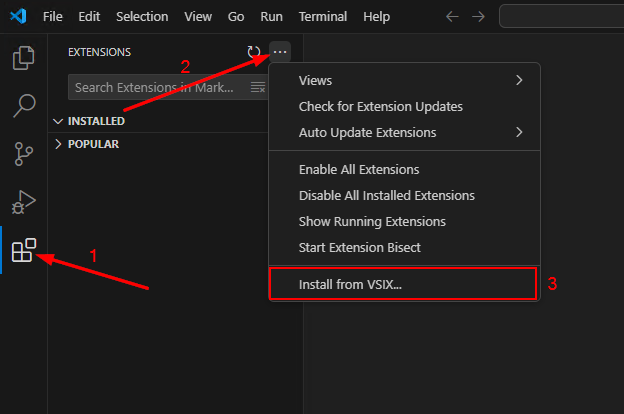 File Edit Selection View Go Run Terminal Help
EXTENSIONS
2
Search Extensions in Mark...
INSTALLED
POPULAR
Views
Check for Extension Updates
Auto Update Extensions
Enable All Extensions
Disable All Installed Extensions
Show Running Extensions
Start Extension Bisect
1
Install from VSIX...
3